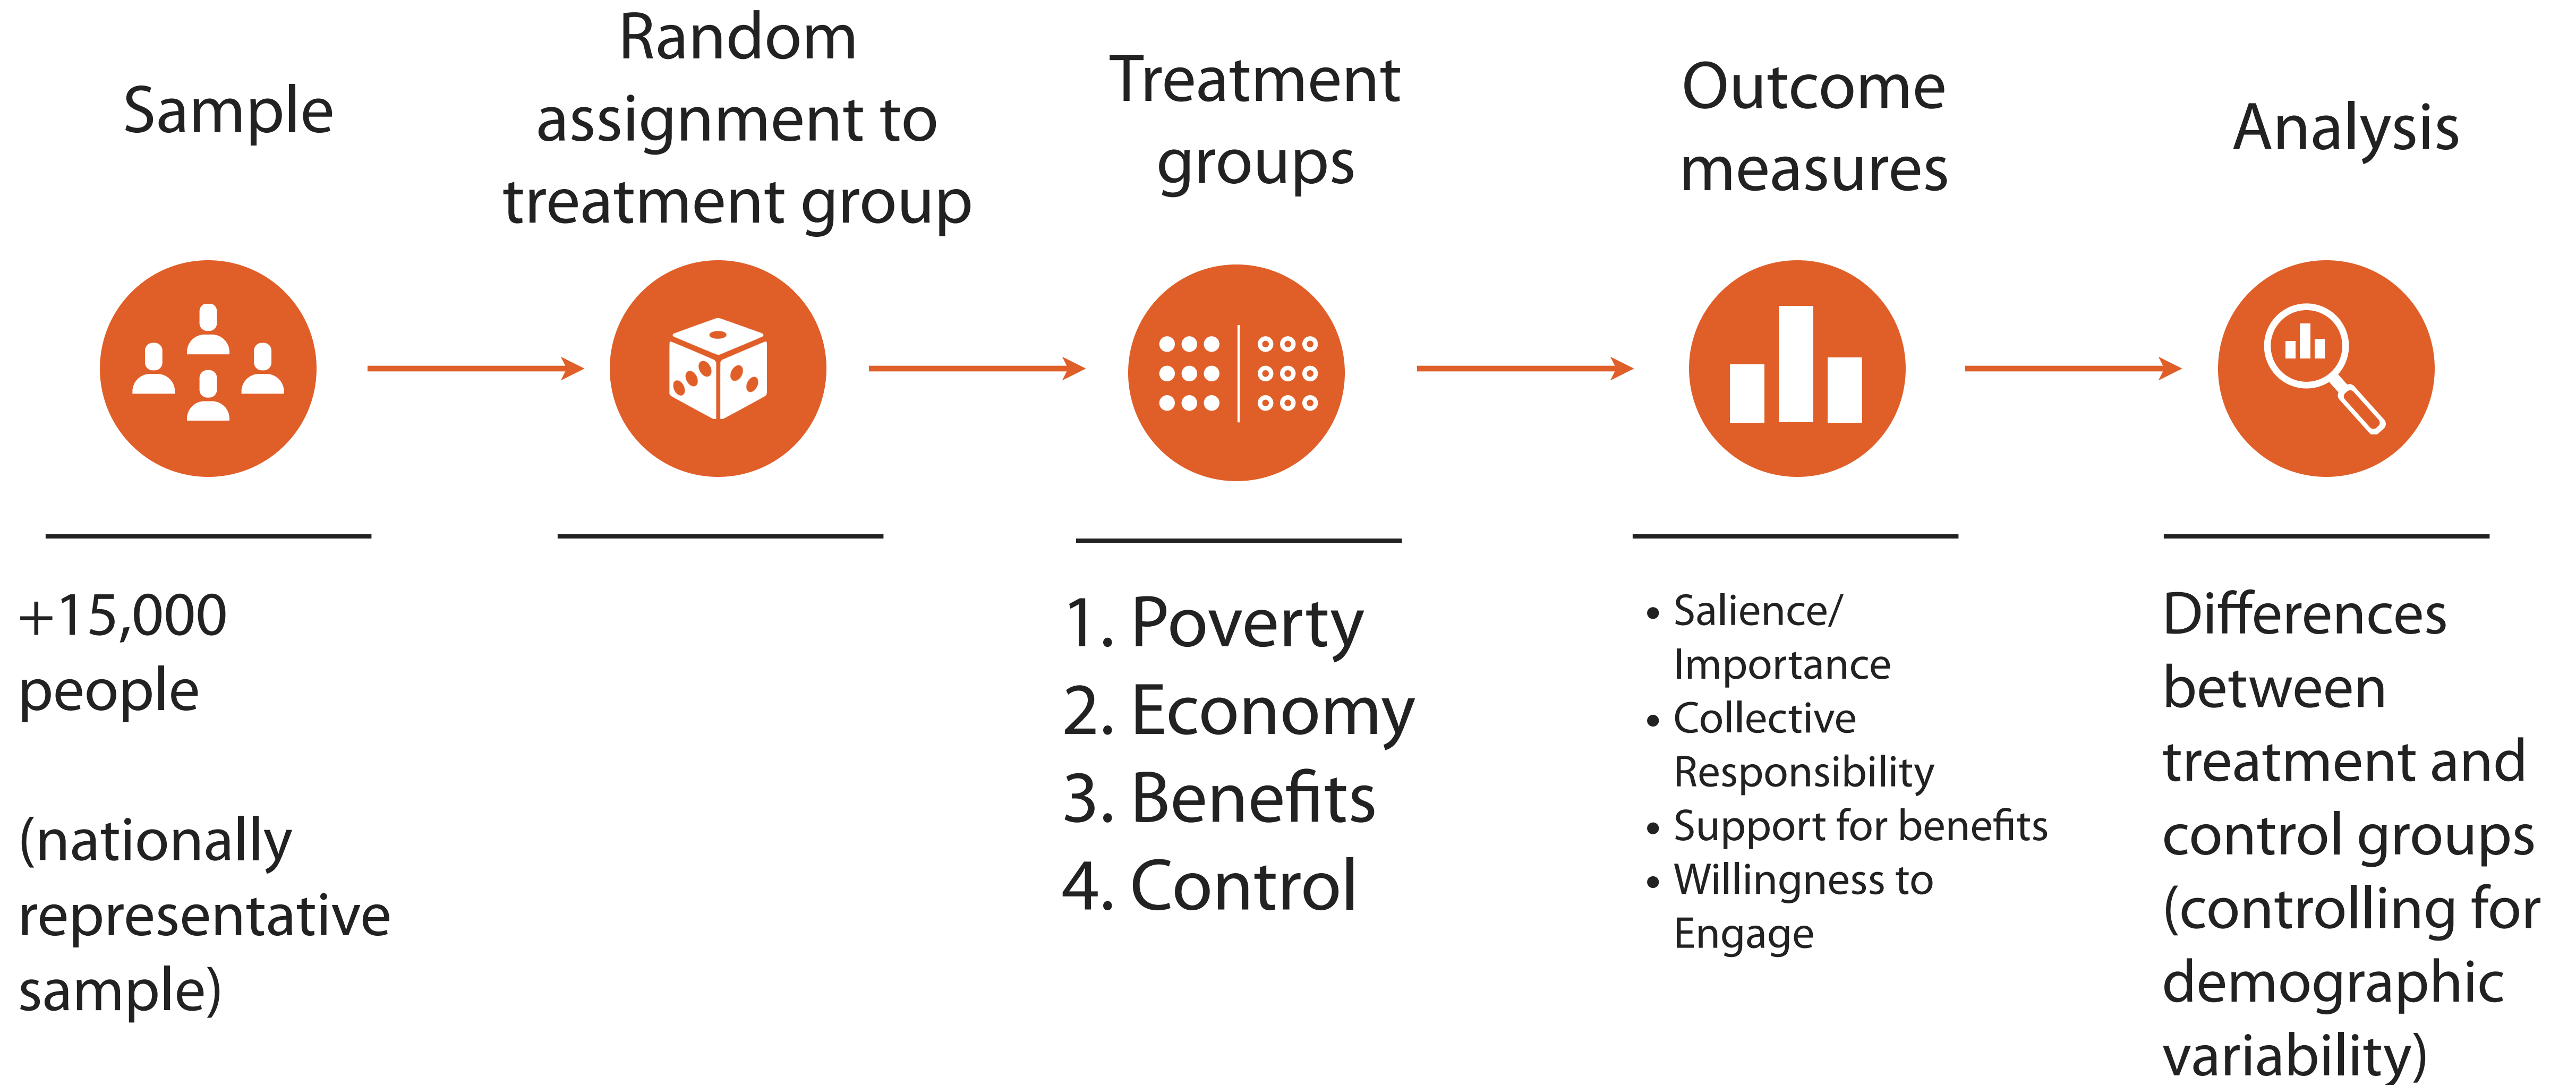 Sample
Random
assignment to
treatment group
Treatment
groups
Outcome
measures
Analysis
+15,000
people
(nationally
representative
sample)
1. Poverty
2. Economy
3. Benefits
4. Control
• Salience/
Importance
• Collective
Responsibility
• Support for benefits
• Willingness to
Engage
Differences
between
treatment and
control groups
(controlling for
demographic
variability)